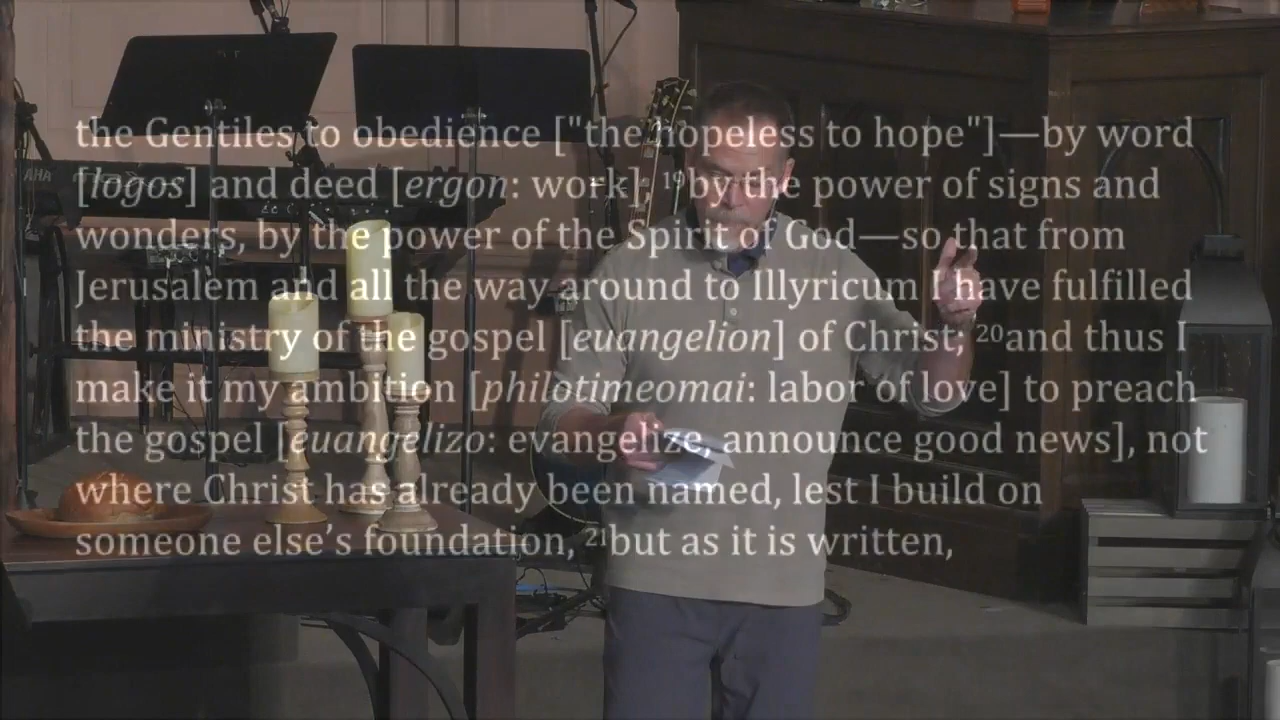 the Gentiles to obedience ["the hopeless to hope"]—by word
[logos] and deed [ergon: work], ¹⁹by the power of signs and
wonders, by the power of the Spirit of God—so that from
Jerusalem and all the way around to Illyricum I have fulfilled
the ministry of the gospel [euangelion] of Christ; ²⁰and thus I
make it my ambition [philotimeomai: labor of love] to preach
the gospel [euangelizo: evangelize, announce good news], not
where Christ has already been named, lest I build on
someone else’s foundation, ²¹but as it is written,
AHA